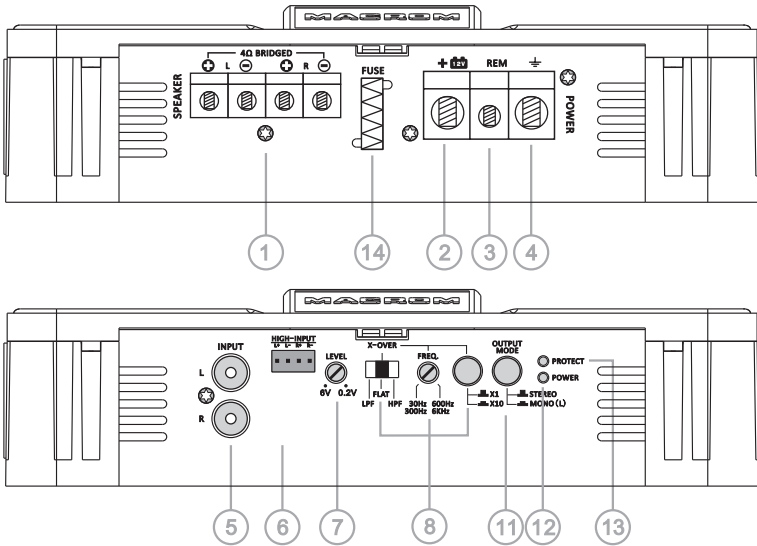 MACROM
4Ω BRIDGED
+ L − + R −
SPEAKER
FUSE
+ 12V REM
POWER
1 14 2 3 4
MACROM
INPUT
L
R
HIGH-INPUT
L+ L- R+ R-
LEVEL
6V 0.2V
X-OVER
LPF FLAT HPF
FREQ.
30Hz 600Hz
300Hz 6KHz
X1
X10
OUTPUT
MODE
STEREO
MONO (L)
PROTECT
POWER
5 6 7 8 11 12 13